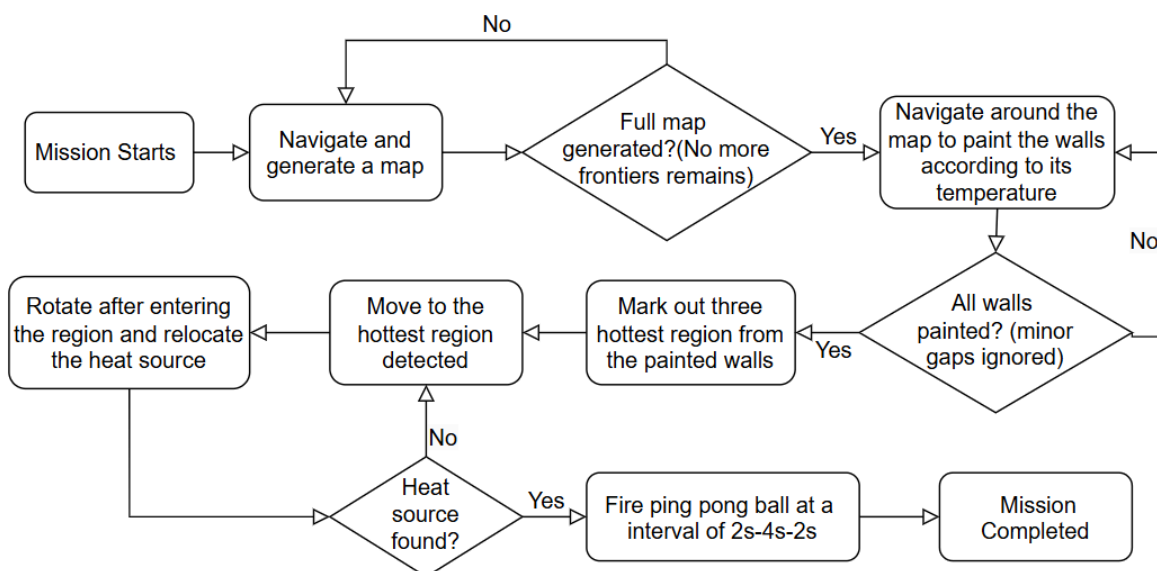 No
Mission Starts
Navigate and
generate a map
Full map
generated?(No more
frontiers remains)
Yes
Navigate around the
map to paint the walls
according to its
temperature
No
All walls
painted? (minor
gaps ignored)
Yes
Mark out three
hottest region from
the painted walls
Move to the
hottest region
detected
Rotate after entering
the region and relocate
the heat source
No
Heat
source
found?
Yes
Fire ping pong ball at a
interval of 2s-4s-2s
Mission
Completed